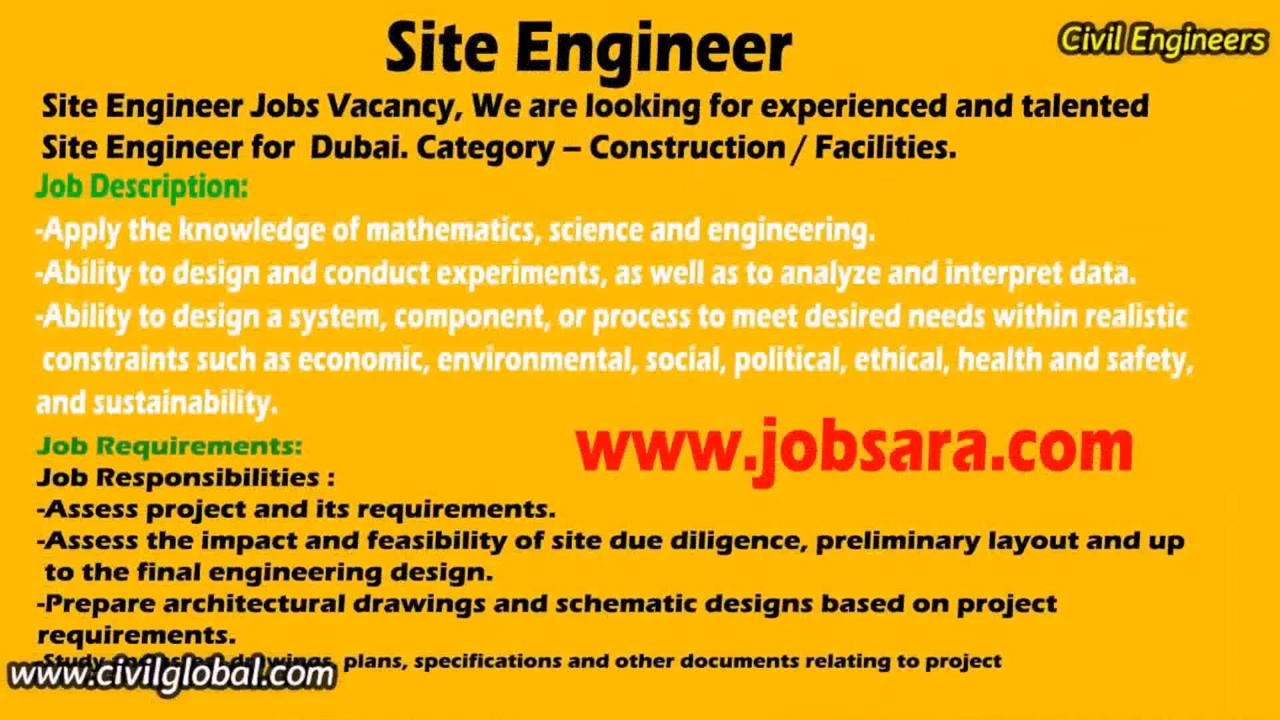 Site Engineer
Civil Engineers
Site Engineer Jobs Vacancy, We are looking for experienced and talented
Site Engineer for Dubai. Category – Construction / Facilities.
Job Description:
-Apply the knowledge of mathematics, science and engineering.
-Ability to design and conduct experiments, as well as to analyze and interpret data.
-Ability to design a system, component, or process to meet desired needs within realistic
constraints such as economic, environmental, social, political, ethical, health and safety,
and sustainability.
www.jobsara.com
Job Requirements:
Job Responsibilities :
-Assess project and its requirements.
-Assess the impact and feasibility of site due diligence, preliminary layout and up
to the final engineering design.
-Prepare architectural drawings and schematic designs based on project
requirements.
-Study drawings, plans, specifications and other documents relating to project
www.civilglobal.com